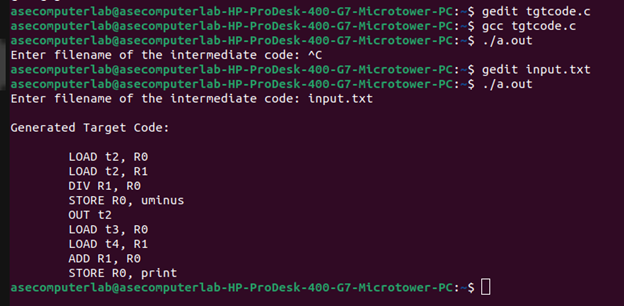 asecomputerlab@asecomputerlab-HP-ProDesk-400-G7-Microtower-PC:~$ gedit tgtcode.c
asecomputerlab@asecomputerlab-HP-ProDesk-400-G7-Microtower-PC:~$ gcc tgtcode.c
asecomputerlab@asecomputerlab-HP-ProDesk-400-G7-Microtower-PC:~$ ./a.out
Enter filename of the intermediate code: ^C
asecomputerlab@asecomputerlab-HP-ProDesk-400-G7-Microtower-PC:~$ gedit input.txt
asecomputerlab@asecomputerlab-HP-ProDesk-400-G7-Microtower-PC:~$ ./a.out
Enter filename of the intermediate code: input.txt
Generated Target Code:
LOAD t2, R0
LOAD t2, R1
DIV R1, R0
STORE R0, uminus
OUT t2
LOAD t3, R0
LOAD t4, R1
ADD R1, R0
STORE R0, print
asecomputerlab@asecomputerlab-HP-ProDesk-400-G7-Microtower-PC:~$